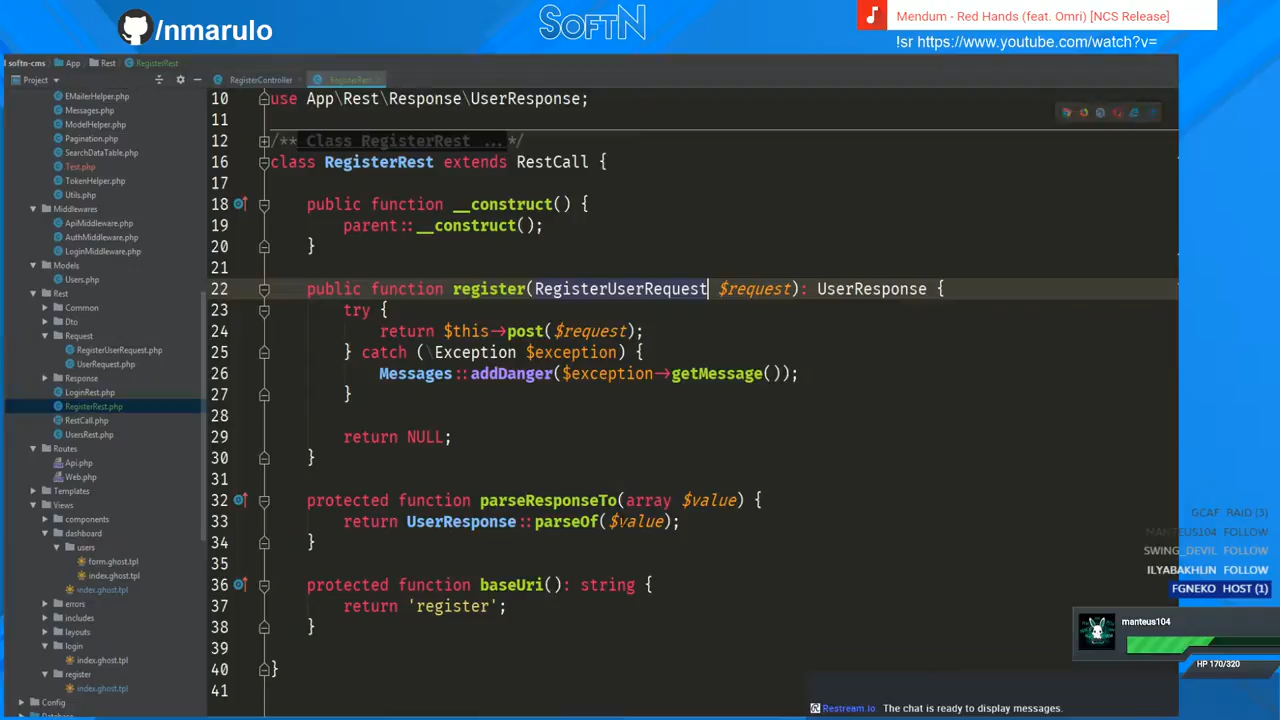 /nmarulo
SOFTN
Mendum - Red Hands (feat. Omri) [NCS Release]
!sr https://www.youtube.com/watch?v=
softn-cms App Rest RegisterRest
Project
RegisterController
RegisterRest
EMailerHelper.php
Messages.php
ModelHelper.php
Pagination.php
SearchDataTable.php
Test.php
TokenHelper.php
Utils.php
Middlewares
ApiMiddleware.php
AuthMiddleware.php
LoginMiddleware.php
Models
Users.php
Rest
Common
Dto
Request
RegisterUserRequest.php
UserRequest.php
Response
LoginRest.php
RegisterRest.php
RestCall.php
UsersRest.php
Routes
Api.php
Web.php
Templates
Views
components
dashboard
users
form.ghost.tpl
index.ghost.tpl
index.ghost.tpl
errors
includes
layouts
login
index.ghost.tpl
register
index.ghost.tpl
Config
10 use App\Rest\Response\UserResponse;
11
12 /** Class RegisterRest ...*/
16 class RegisterRest extends RestCall {
17
18 public function __construct() {
19 parent::__construct();
20 }
21
22 public function register(RegisterUserRequest $request): UserResponse {
23 try {
24 return $this->post($request);
25 } catch (\Exception $exception) {
26 Messages::addDanger($exception->getMessage());
27 }
28
29 return NULL;
30 }
31
32 protected function parseResponseTo(array $value) {
33 return UserResponse::parseOf($value);
34 }
35
36 protected function baseUri(): string {
37 return 'register';
38 }
39
40 }
41
GCAF RAID (3)
MANTEUS104 FOLLOW
SWING_DEVIL FOLLOW
ILYABAKHLIN FOLLOW
FGNEKO HOST (1)
manteus104
HP 170/320
Restream.io The chat is ready to display messages.